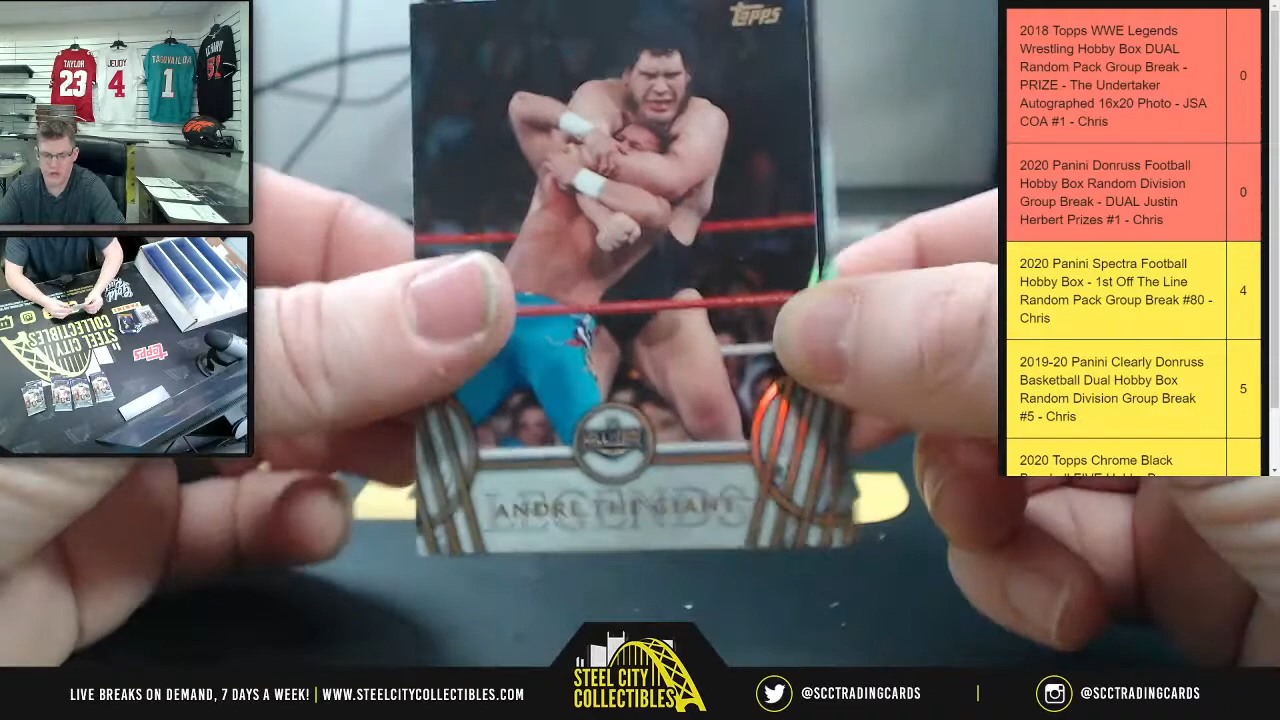 TAYLOR
23
JEUDY
4
TAGOVAILOA
1
51
STEEL CITY
COLLECTIBLES
Topps
Topps
LEGENDS
ANDRE THE GIANT
2018 Topps WWE Legends
Wrestling Hobby Box DUAL
Random Pack Group Break -
PRIZE - The Undertaker
Autographed 16x20 Photo - JSA
COA #1 - Chris
0
2020 Panini Donruss Football
Hobby Box Random Division
Group Break - DUAL Justin
Herbert Prizes #1 - Chris
0
2020 Panini Spectra Football
Hobby Box - 1st Off The Line
Random Pack Group Break #80 -
Chris
4
2019-20 Panini Clearly Donruss
Basketball Dual Hobby Box
Random Division Group Break
#5 - Chris
5
2020 Topps Chrome Black
LIVE BREAKS ON DEMAND, 7 DAYS A WEEK! | WWW.STEELCITYCOLLECTIBLES.COM
STEEL CITY
COLLECTIBLES
@SCCTRADINGCARDS
@SCCTRADINGCARDS